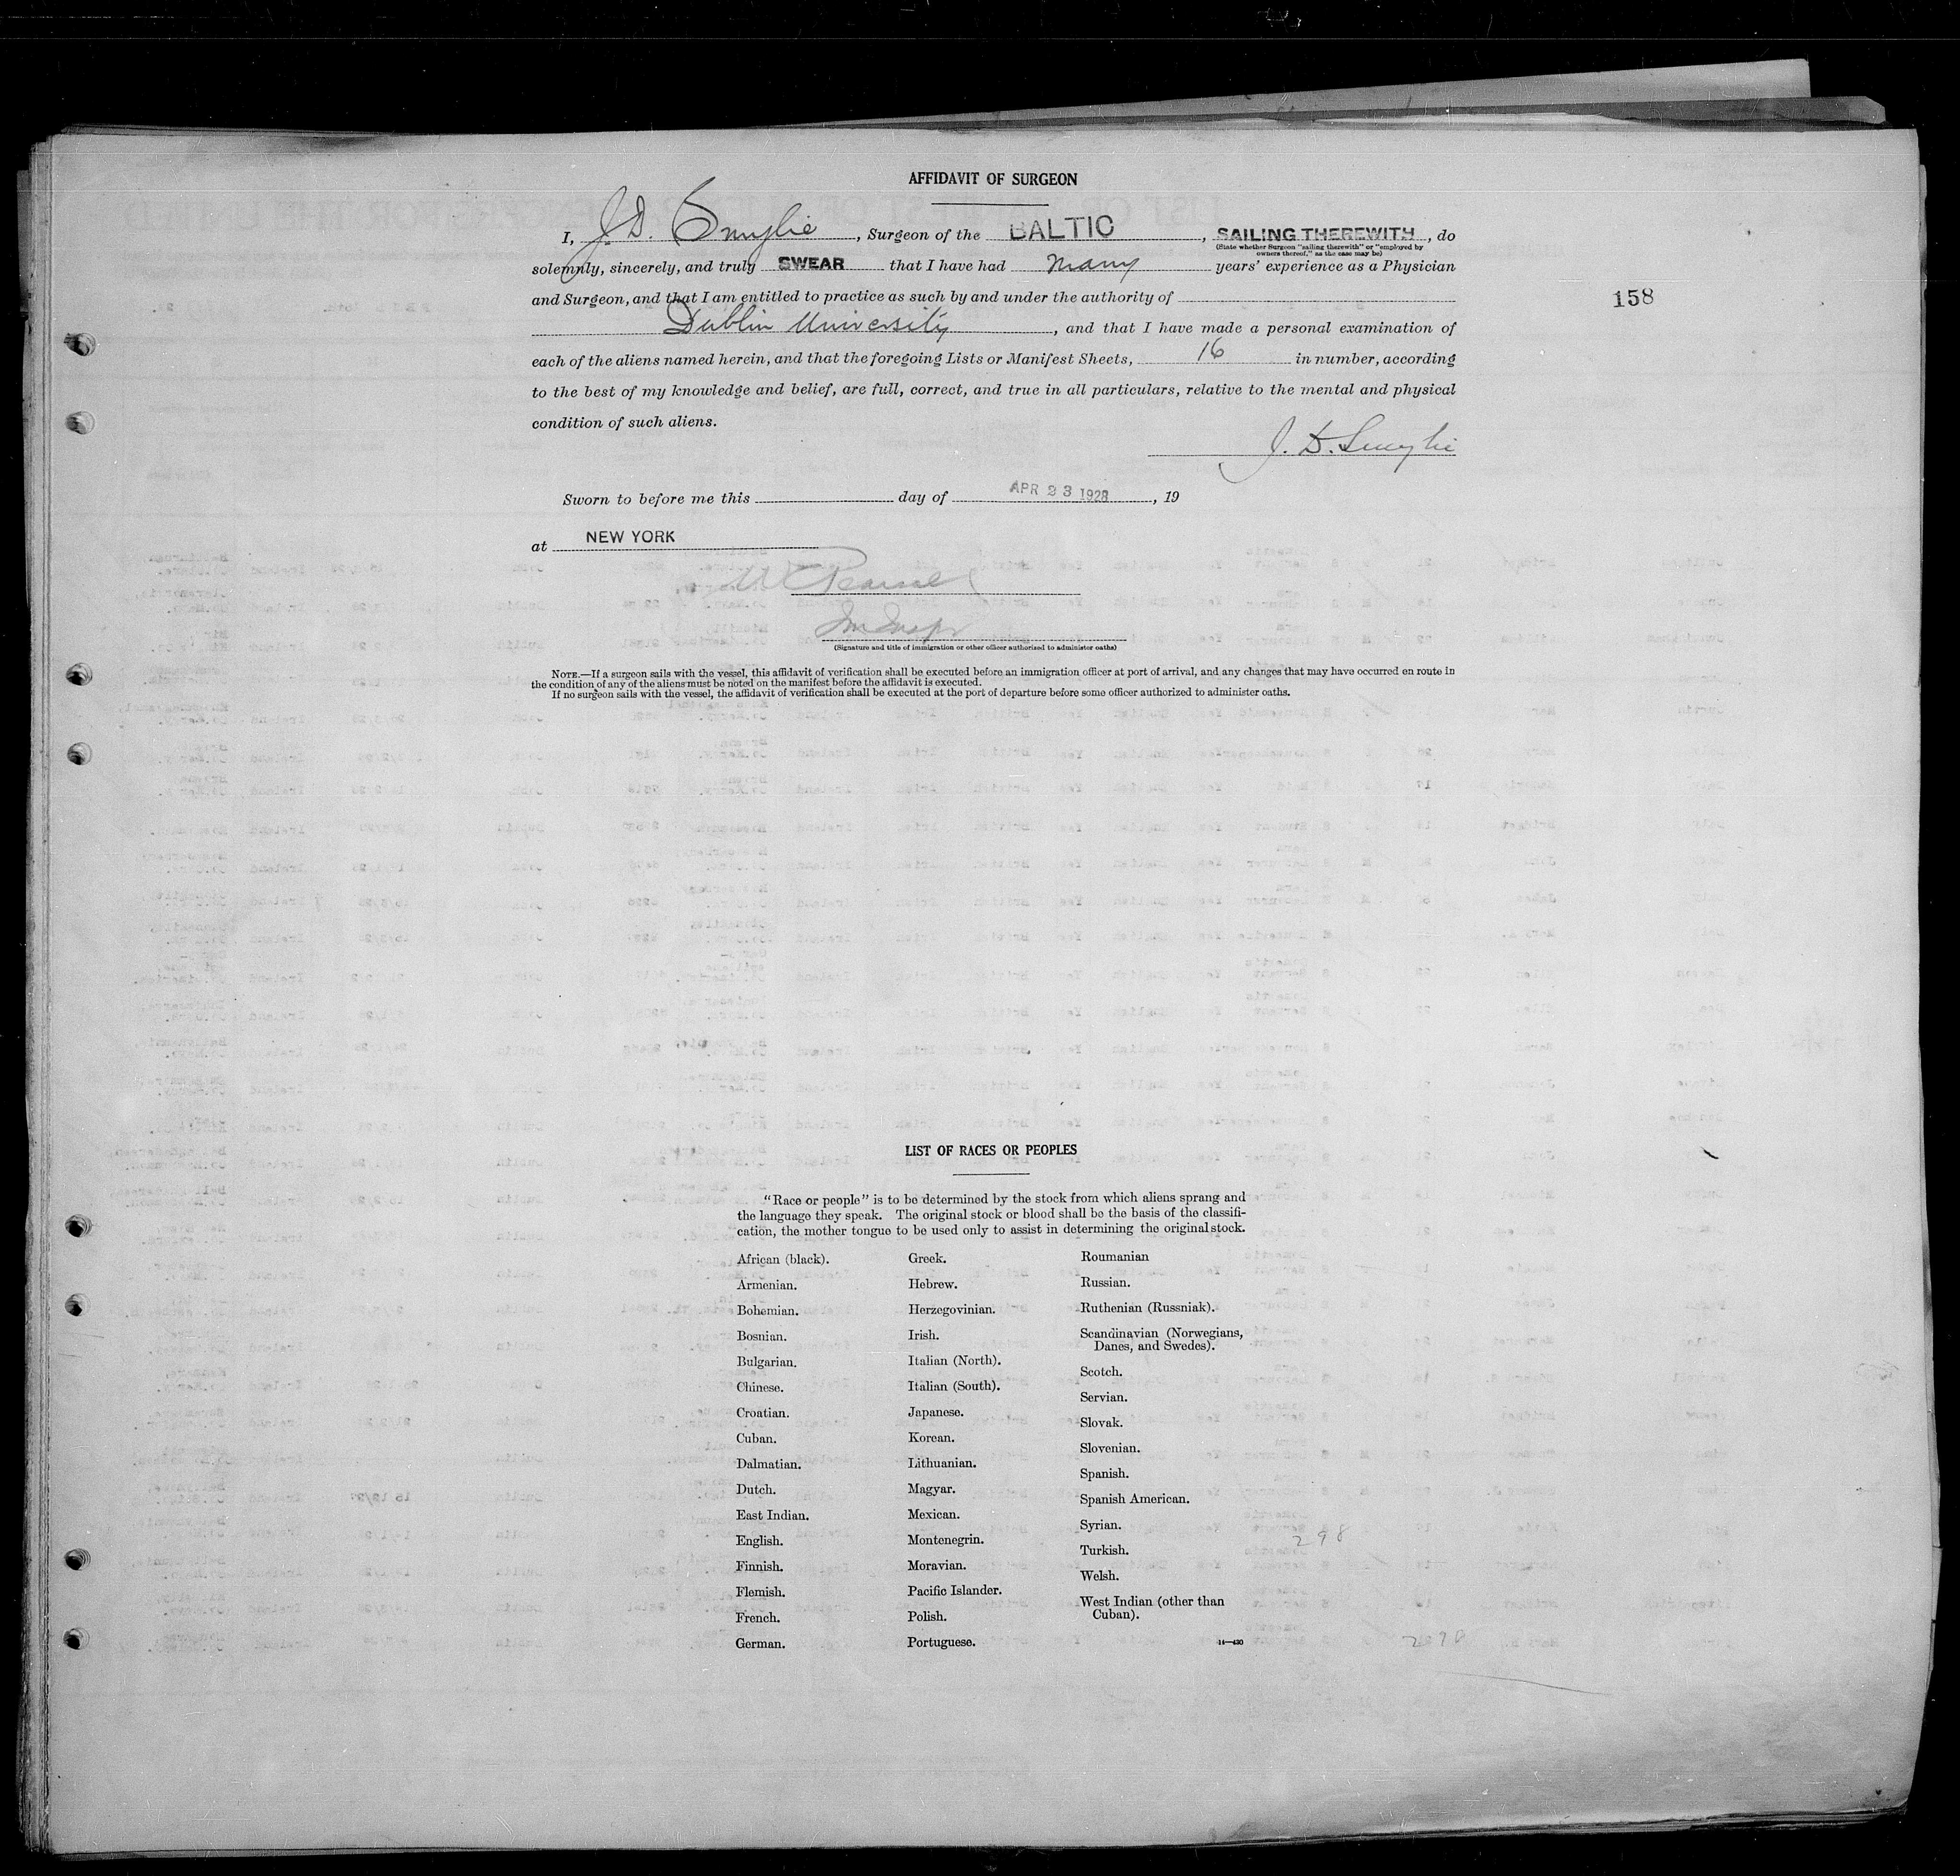 AFFIDAVIT OF SURGEON
I, J. D. Smylie, Surgeon of the BALTIC, SAILING THEREWITH, do
(State whether Surgeon "sailing therewith" or "employed by
owners thereof," as the case may be)
solemnly, sincerely, and truly SWEAR that I have had many years' experience as a Physician
and Surgeon, and that I am entitled to practice as such by and under the authority of
158
Dublin University, and that I have made a personal examination of
each of the aliens named herein, and that the foregoing Lists or Manifest Sheets, 16 in number, according
to the best of my knowledge and belief, are full, correct, and true in all particulars, relative to the mental and physical
condition of such aliens.
J. D. Smylie
Sworn to before me this day of APR 23 1928, 19
at NEW YORK
(Signature and title of immigration or other officer authorized to administer oaths)
NOTE.—If a surgeon sails with the vessel, this affidavit of verification shall be executed before an immigration officer at port of arrival, and any changes that may have occurred en route in
the condition of any of the aliens must be noted on the manifest before the affidavit is executed.
If no surgeon sails with the vessel, the affidavit of verification shall be executed at the port of departure before some officer authorized to administer oaths.
LIST OF RACES OR PEOPLES
"Race or people" is to be determined by the stock from which aliens sprang and
the language they speak. The original stock or blood shall be the basis of the classifi-
cation, the mother tongue to be used only to assist in determining the original stock.
African (black).
Armenian.
Bohemian.
Bosnian.
Bulgarian.
Chinese.
Croatian.
Cuban.
Dalmatian.
Dutch.
East Indian.
English.
Finnish.
Flemish.
French.
German.
Greek.
Hebrew.
Herzegovinian.
Irish.
Italian (North).
Italian (South).
Japanese.
Korean.
Lithuanian.
Magyar.
Mexican.
Montenegrin.
Moravian.
Pacific Islander.
Polish.
Portuguese.
Roumanian
Russian.
Ruthenian (Russniak).
Scandinavian (Norwegians,
Danes, and Swedes).
Scotch.
Servian.
Slovak.
Slovenian.
Spanish.
Spanish American.
Syrian.
Turkish.
Welsh.
West Indian (other than
Cuban).
298